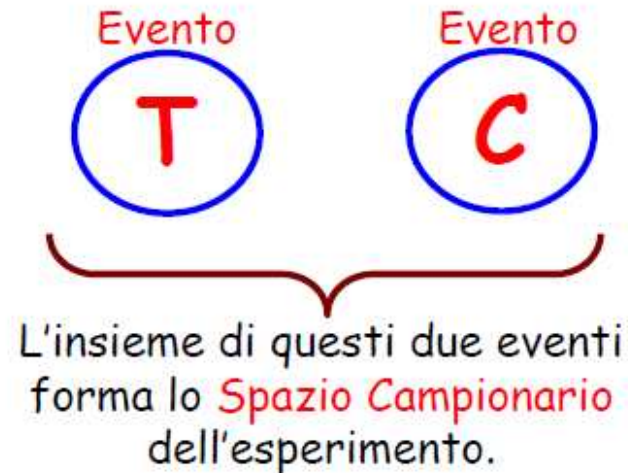 Evento Evento
T C
L'insieme di questi due eventi
forma lo Spazio Campionario
dell'esperimento.